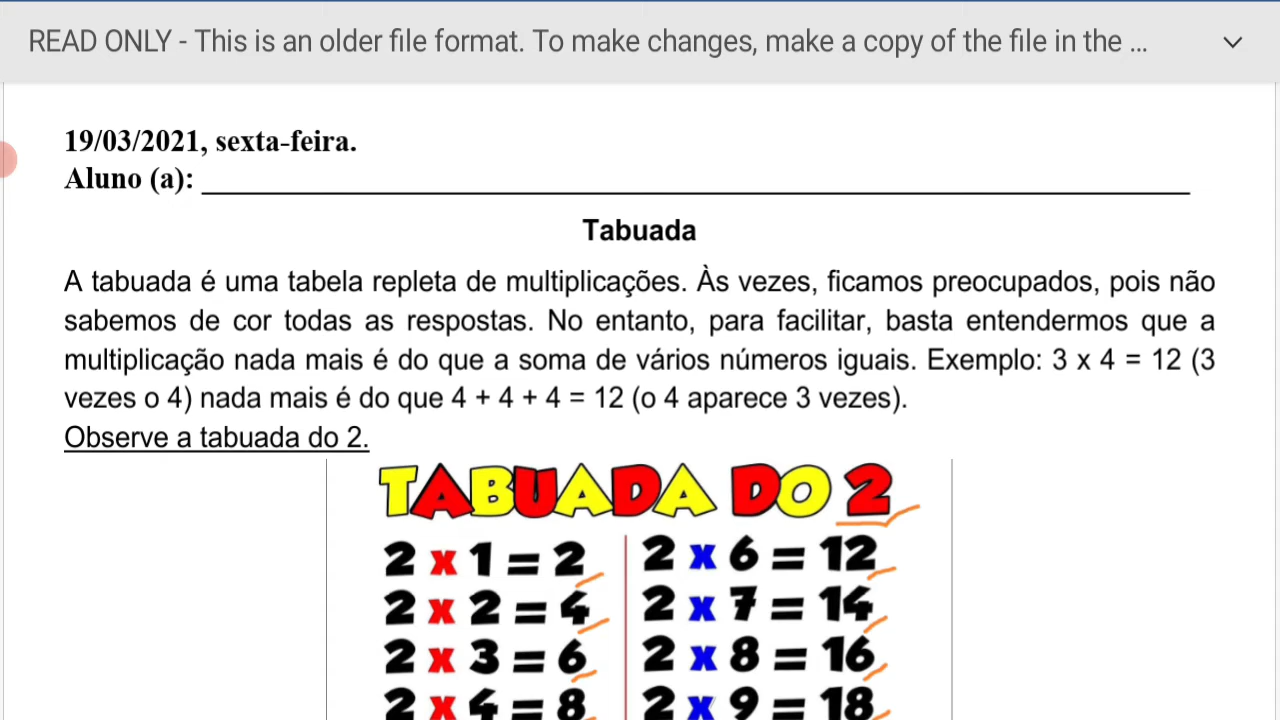 READ ONLY - This is an older file format. To make changes, make a copy of the file in the ...
19/03/2021, sexta-feira.
Aluno (a): ___________________________________________
Tabuada
A tabuada é uma tabela repleta de multiplicações. Às vezes, ficamos preocupados, pois não
sabemos de cor todas as respostas. No entanto, para facilitar, basta entendermos que a
multiplicação nada mais é do que a soma de vários números iguais. Exemplo: 3 x 4 = 12 (3
vezes o 4) nada mais é do que 4 + 4 + 4 = 12 (o 4 aparece 3 vezes).
Observe a tabuada do 2.
TABUADA DO 2
2 x 1 = 2
2 x 2 = 4
2 x 3 = 6
2 x 4 = 8
2 x 6 = 12
2 x 7 = 14
2 x 8 = 16
2 x 9 = 18